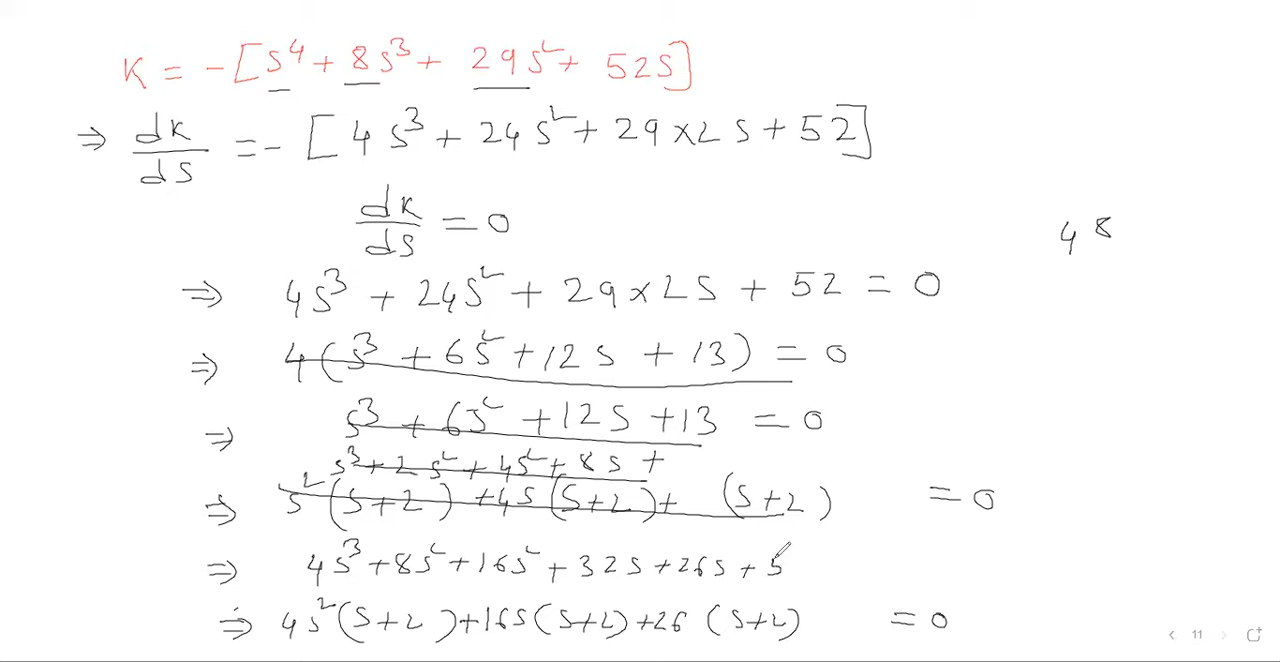 K = -[s⁴ + 8s³ + 29s² + 52s]
⇒ dK/ds = -[4s³ + 24s² + 29×2s + 52]
dK/ds = 0
48
⇒ 4s³ + 24s² + 29×2s + 52 = 0
⇒ 4(s³ + 6s² + 12s + 13) = 0
⇒ s³ + 6s² + 12s + 13 = 0
s³ + 2s² + 4s² + 8s +
⇒ s²(s+2) + 4s(s+2) + (s+2) = 0
⇒ 4s³ + 8s² + 16s² + 32s + 26s + 5
⇒ 4s²(s+2) + 16s(s+2) + 26(s+2) = 0
< 11 >